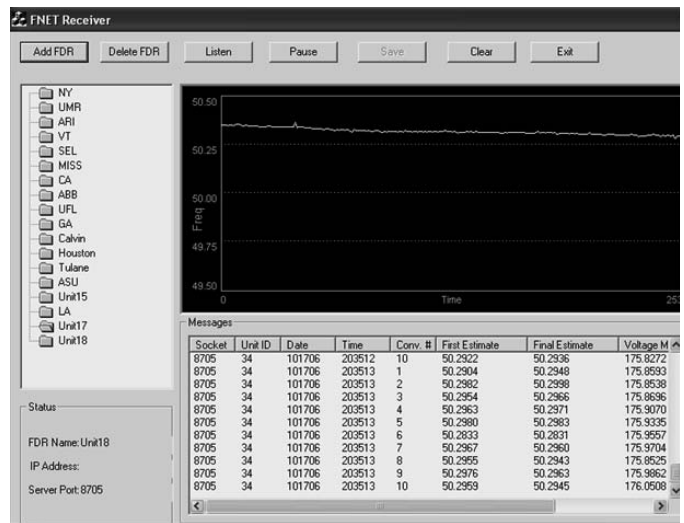 FNET Receiver
Add FDR Delete FDR Listen Pause Save Clear Exit
NY
UMR
ARI
VT
SEL
MISS
CA
ABB
UFL
GA
Calvin
Houston
Tulane
ASU
Unit15
LA
Unit17
Unit18
50.50
50.25
50.00
49.75
49.50
Freq
0 Time
Messages
Socket Unit ID Date Time Conv. # First Estimate Final Estimate Voltage M
8705 34 101706 203512 10 50.2922 50.2936 175.8272
8705 34 101706 203513 1 50.2904 50.2948 175.8593
8705 34 101706 203513 2 50.2982 50.2998 175.8538
8705 34 101706 203513 3 50.2954 50.2966 175.8696
8705 34 101706 203513 4 50.2963 50.2971 175.9070
8705 34 101706 203513 5 50.2980 50.2983 175.9335
8705 34 101706 203513 6 50.2833 50.2831 175.9557
8705 34 101706 203513 7 50.2967 50.2960 175.9704
8705 34 101706 203513 8 50.2955 50.2943 175.8525
8705 34 101706 203513 9 50.2976 50.2963 175.9862
8705 34 101706 203513 10 50.2959 50.2945 176.0508
Status
FDR Name: Unit18
IP Address:
Server Port: 8705